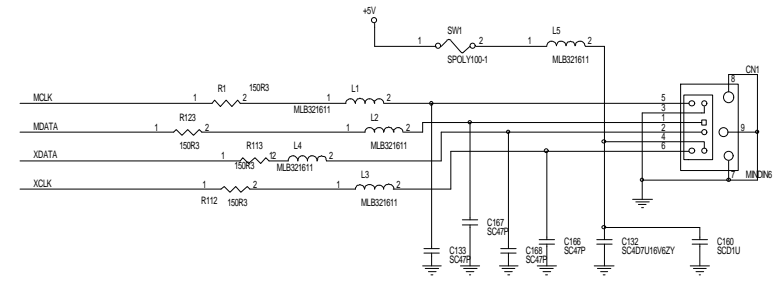 +5V
SW1
L5
1 2 1 2
SPOLY100-1
MLB321611
CN1
8
R1 150R3 L1
MCLK 1 2 1 2 5
MLB321611 3
R123 L2 1
MDATA 1 2 1 2 2 9
150R3 R113 L4 MLB321611 4
XDATA 1 12 2 6
150R3 MLB321611
L3
XCLK 1 2 1 2 7 MINDIN6
R112 150R3 MLB321611
C167
SC47P
C133 C168 C166 C132 C160
SC47P SC47P SC47P SC4D7U16V6ZY SCD1U